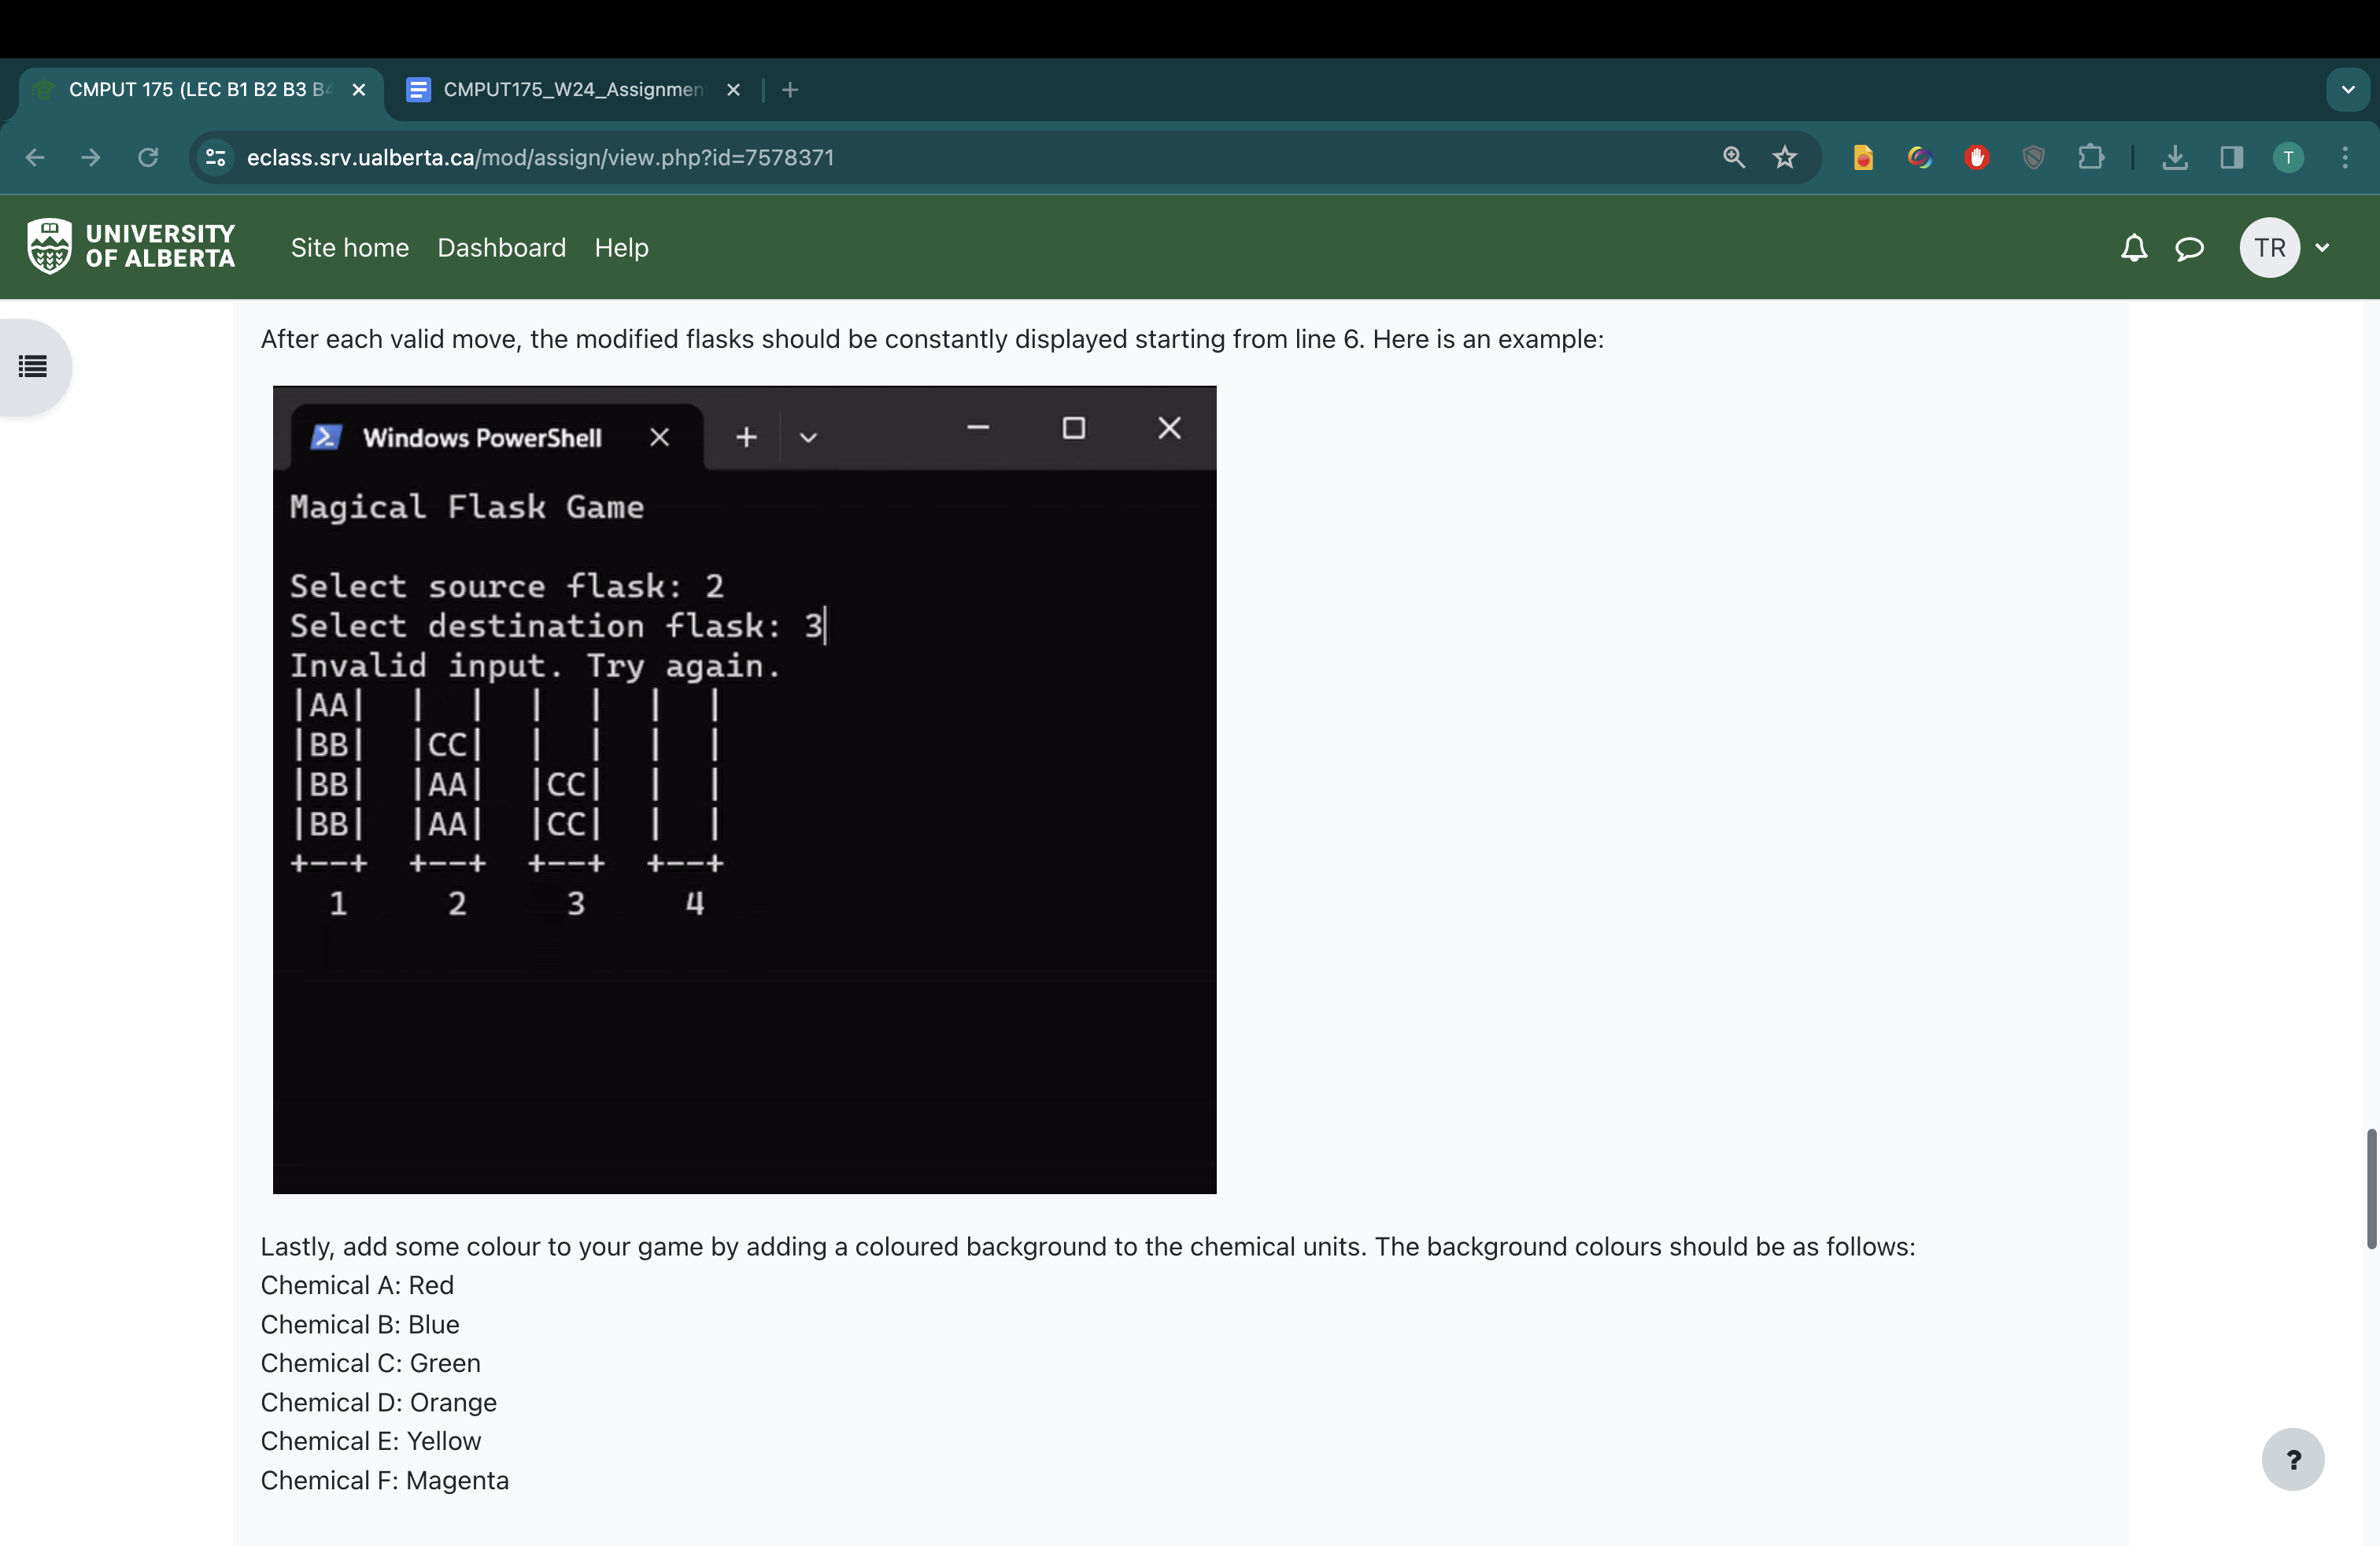 CMPUT 175 (LEC B1 B2 B3 B4
CMPUT175_W24_Assignmen
eclass.srv.ualberta.ca/mod/assign/view.php?id=7578371
T
UNIVERSITY
OF ALBERTA
Site home Dashboard Help
TR
After each valid move, the modified flasks should be constantly displayed starting from line 6. Here is an example:
Windows PowerShell
Magical Flask Game
Select source flask: 2
Select destination flask: 3
Invalid input. Try again.
|AA|  |  |  |  |  |  |
|BB|  |CC|  |  |  |  |
|BB|  |AA|  |CC|  |  |
|BB|  |AA|  |CC|  |  |
+--+  +--+  +--+  +--+
1 2 3 4
Lastly, add some colour to your game by adding a coloured background to the chemical units. The background colours should be as follows:
Chemical A: Red
Chemical B: Blue
Chemical C: Green
Chemical D: Orange
Chemical E: Yellow
Chemical F: Magenta
?